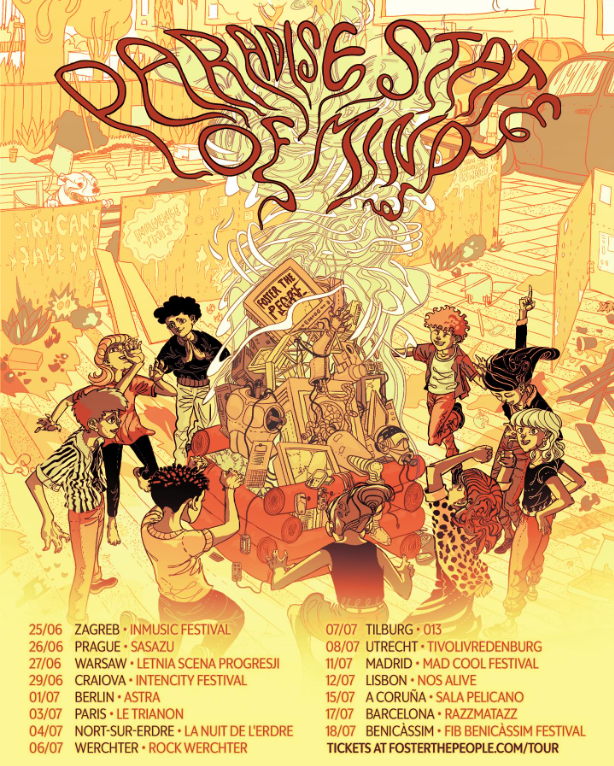 PARADISE STATE
OF MIND
SIRI CAN'T
FOSTER THE
PEOPLE
25/06 ZAGREB • INMUSIC FESTIVAL
26/06 PRAGUE • SASAZU
27/06 WARSAW • LETNIA SCENA PROGRESJI
29/06 CRAIOVA • INTENCITY FESTIVAL
01/07 BERLIN • ASTRA
03/07 PARIS • LE TRIANON
04/07 NORT-SUR-ERDRE • LA NUIT DE L'ERDRE
06/07 WERCHTER • ROCK WERCHTER
07/07 TILBURG • 013
08/07 UTRECHT • TIVOLIVREDENBURG
11/07 MADRID • MAD COOL FESTIVAL
12/07 LISBON • NOS ALIVE
15/07 A CORUÑA • SALA PELICANO
17/07 BARCELONA • RAZZMATAZZ
18/07 BENICÀSSIM • FIB BENICÀSSIM FESTIVAL
TICKETS AT FOSTERTHEPEOPLE.COM/TOUR